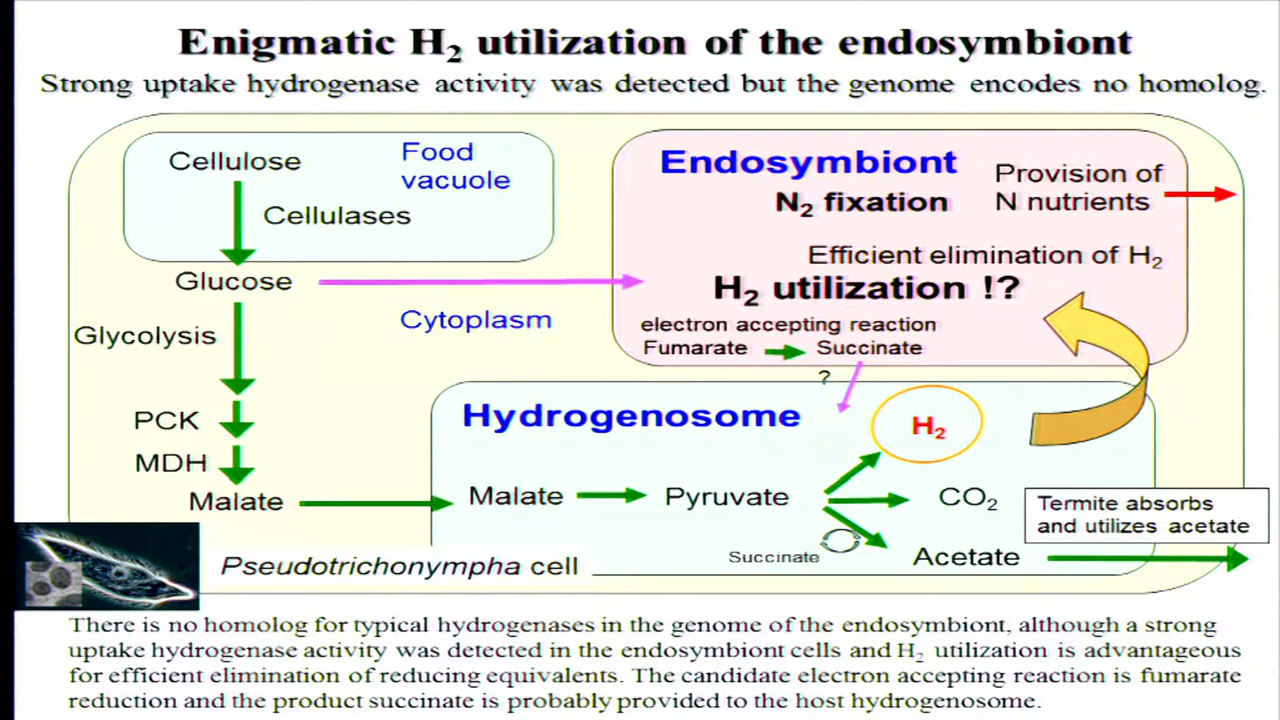 Enigmatic H₂ utilization of the endosymbiont
Strong uptake hydrogenase activity was detected but the genome encodes no homolog.
Cellulose
Food
vacuole
Cellulases
Glucose
Glycolysis
Cytoplasm
PCK
MDH
Malate
Endosymbiont
N₂ fixation
Provision of
N nutrients
Efficient elimination of H₂
H₂ utilization !?
electron accepting reaction
Fumarate
Succinate
?
Hydrogenosome
H₂
Malate
Pyruvate
CO₂
Succinate
Acetate
Termite absorbs
and utilizes acetate
Pseudotrichonympha cell
There is no homolog for typical hydrogenases in the genome of the endosymbiont, although a strong
uptake hydrogenase activity was detected in the endosymbiont cells and H₂ utilization is advantageous
for efficient elimination of reducing equivalents. The candidate electron accepting reaction is fumarate
reduction and the product succinate is probably provided to the host hydrogenosome.